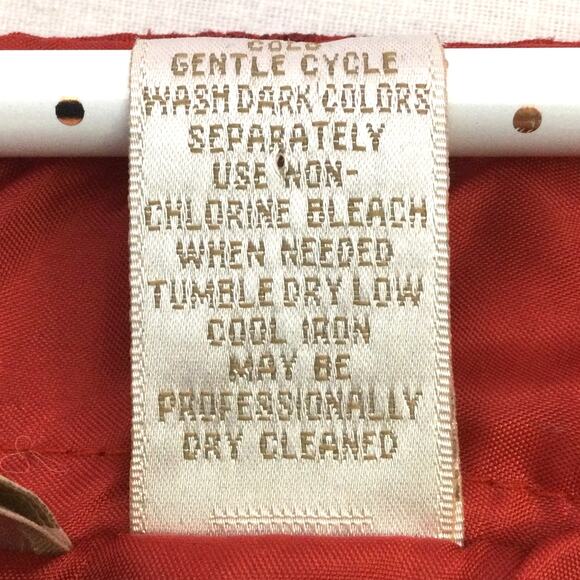 COLD
GENTLE CYCLE
WASH DARK COLORS
SEPARATELY
USE NON-
CHLORINE BLEACH
WHEN NEEDED
TUMBLE DRY LOW
COOL IRON
MAY BE
PROFESSIONALLY
DRY CLEANED